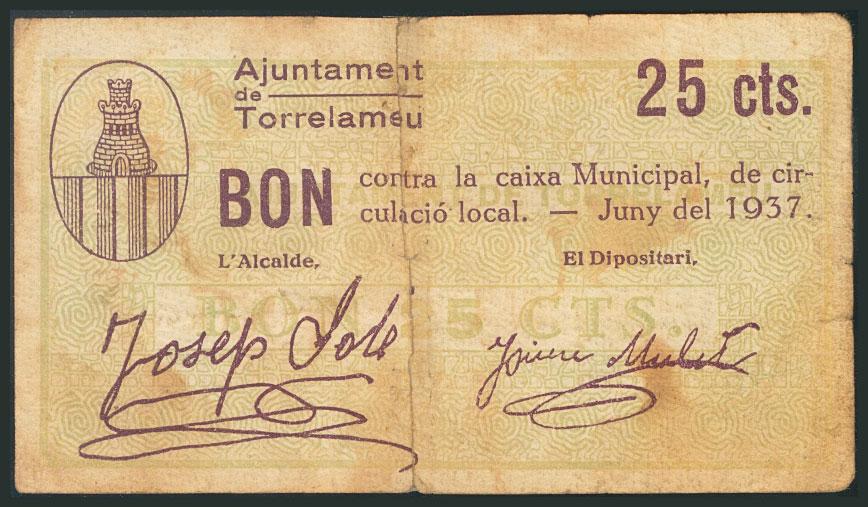 Ajuntament
de
Torrelameu
25 cts.
BON
contra la caixa Municipal, de cir-
culació local. — Juny del 1937.
L'Alcalde,
El Dipositari,
BON 25 CTS.
Josep Solé